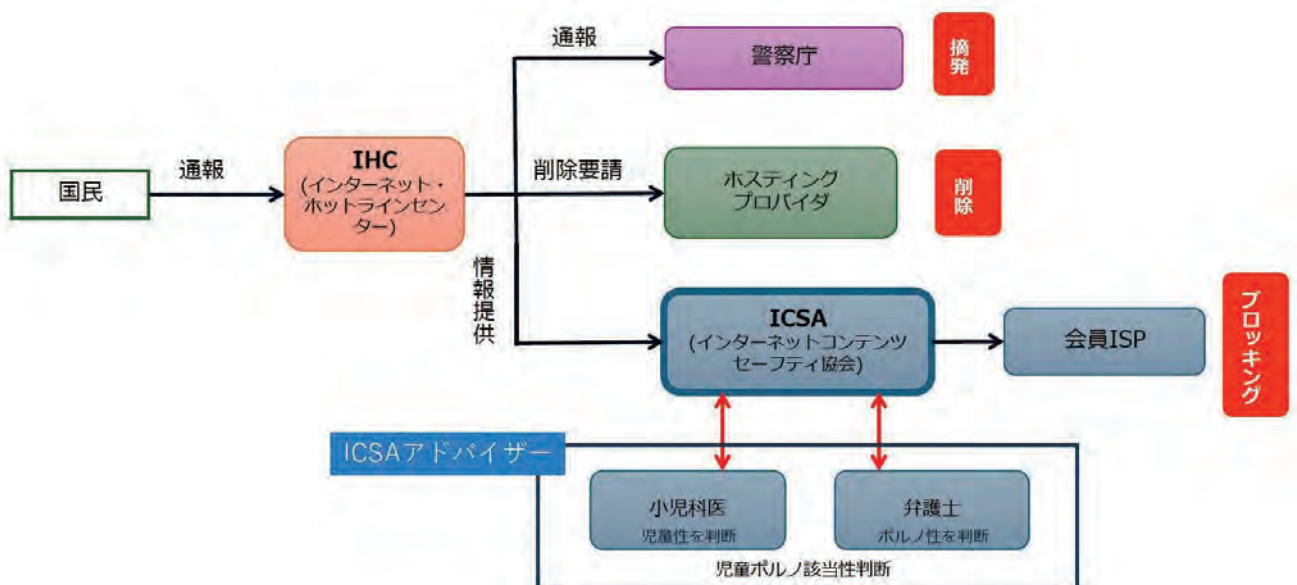 通報
警察庁
摘発
国民
通報
IHC
(インターネット・
ホットラインセン
ター)
削除要請
ホスティング
プロバイダ
削除
情報提供
ICSA
(インターネットコンテンツ
セーフティ協会)
会員ISP
ブロッキング
ICSAアドバイザー
小児科医
児童性を判断
弁護士
ポルノ性を判断
児童ポルノ該当性判断